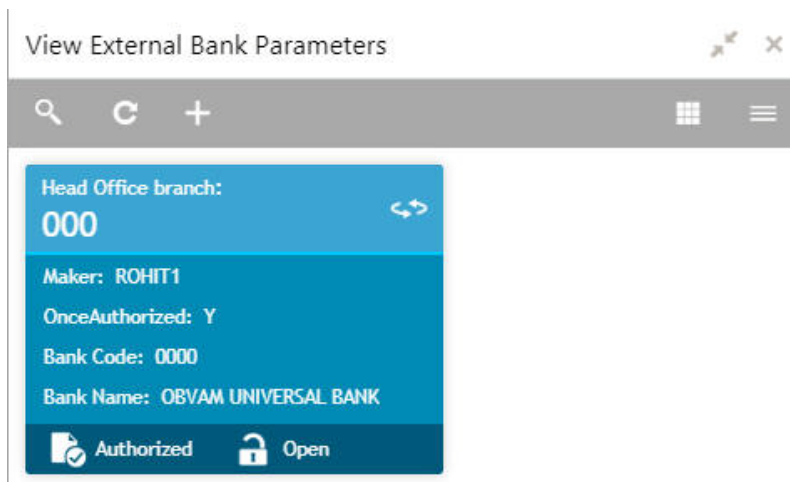 View External Bank Parameters
Head Office branch:
000
Maker: ROHIT1
OnceAuthorized: Y
Bank Code: 0000
Bank Name: OBVAM UNIVERSAL BANK
Authorized Open